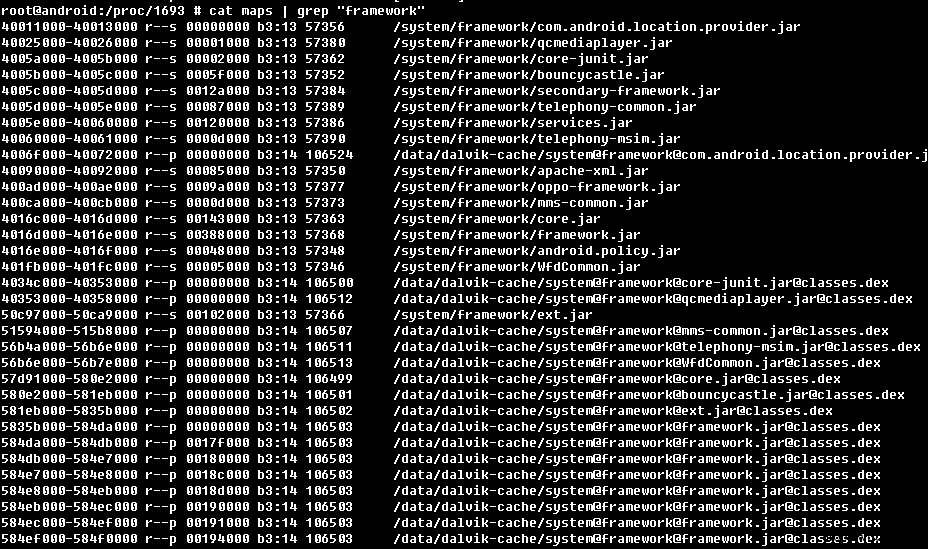 root@android:/proc/1693 # cat maps | grep "framework"
40011000-40013000 r--s 00000000 b3:13 57356 /system/framework/com.android.location.provider.jar
40025000-40026000 r--s 00001000 b3:13 57380 /system/framework/qcmediaplayer.jar
4005a000-4005b000 r--s 00002000 b3:13 57362 /system/framework/core-junit.jar
4005b000-4005c000 r--s 0005f000 b3:13 57352 /system/framework/bouncycastle.jar
4005c000-4005d000 r--s 0012a000 b3:13 57384 /system/framework/secondary-framework.jar
4005d000-4005e000 r--s 00087000 b3:13 57389 /system/framework/telephony-common.jar
4005e000-40060000 r--s 00120000 b3:13 57386 /system/framework/services.jar
40060000-40061000 r--s 0000d000 b3:13 57390 /system/framework/telephony-msim.jar
4006f000-40072000 r--p 00000000 b3:14 106524 /data/dalvik-cache/system@framework@com.android.location.provider.j
40090000-40092000 r--s 00085000 b3:13 57350 /system/framework/apache-xml.jar
400ad000-400ae000 r--s 0009a000 b3:13 57377 /system/framework/oppo-framework.jar
400ca000-400cb000 r--s 0000d000 b3:13 57373 /system/framework/mms-common.jar
4016c000-4016d000 r--s 00143000 b3:13 57363 /system/framework/core.jar
4016d000-4016e000 r--s 00388000 b3:13 57368 /system/framework/framework.jar
4016e000-4016f000 r--s 00048000 b3:13 57348 /system/framework/android.policy.jar
401fb000-401fc000 r--s 00005000 b3:13 57346 /system/framework/WfdCommon.jar
4034c000-40353000 r--p 00000000 b3:14 106500 /data/dalvik-cache/system@framework@core-junit.jar@classes.dex
40353000-40358000 r--p 00000000 b3:14 106512 /data/dalvik-cache/system@framework@qcmediaplayer.jar@classes.dex
50c97000-50ca9000 r--s 00102000 b3:13 57366 /system/framework/ext.jar
51594000-515b8000 r--p 00000000 b3:14 106507 /data/dalvik-cache/system@framework@mms-common.jar@classes.dex
56b4a000-56b6e000 r--p 00000000 b3:14 106511 /data/dalvik-cache/system@framework@telephony-msim.jar@classes.dex
56b6e000-56b7e000 r--p 00000000 b3:14 106513 /data/dalvik-cache/system@framework@WfdCommon.jar@classes.dex
57d91000-580e2000 r--p 00000000 b3:14 106499 /data/dalvik-cache/system@framework@core.jar@classes.dex
580e2000-581eb000 r--p 00000000 b3:14 106501 /data/dalvik-cache/system@framework@bouncycastle.jar@classes.dex
581eb000-5835b000 r--p 00000000 b3:14 106502 /data/dalvik-cache/system@framework@ext.jar@classes.dex
5835b000-584da000 r--p 00000000 b3:14 106503 /data/dalvik-cache/system@framework@framework.jar@classes.dex
584da000-584db000 r--p 0017f000 b3:14 106503 /data/dalvik-cache/system@framework@framework.jar@classes.dex
584db000-584e7000 r--p 00180000 b3:14 106503 /data/dalvik-cache/system@framework@framework.jar@classes.dex
584e7000-584e8000 r--p 0018c000 b3:14 106503 /data/dalvik-cache/system@framework@framework.jar@classes.dex
584e8000-584eb000 r--p 0018d000 b3:14 106503 /data/dalvik-cache/system@framework@framework.jar@classes.dex
584eb000-584ec000 r--p 00190000 b3:14 106503 /data/dalvik-cache/system@framework@framework.jar@classes.dex
584ec000-584ef000 r--p 00191000 b3:14 106503 /data/dalvik-cache/system@framework@framework.jar@classes.dex
584ef000-584f0000 r--p 00194000 b3:14 106503 /data/dalvik-cache/system@framework@framework.jar@classes.dex